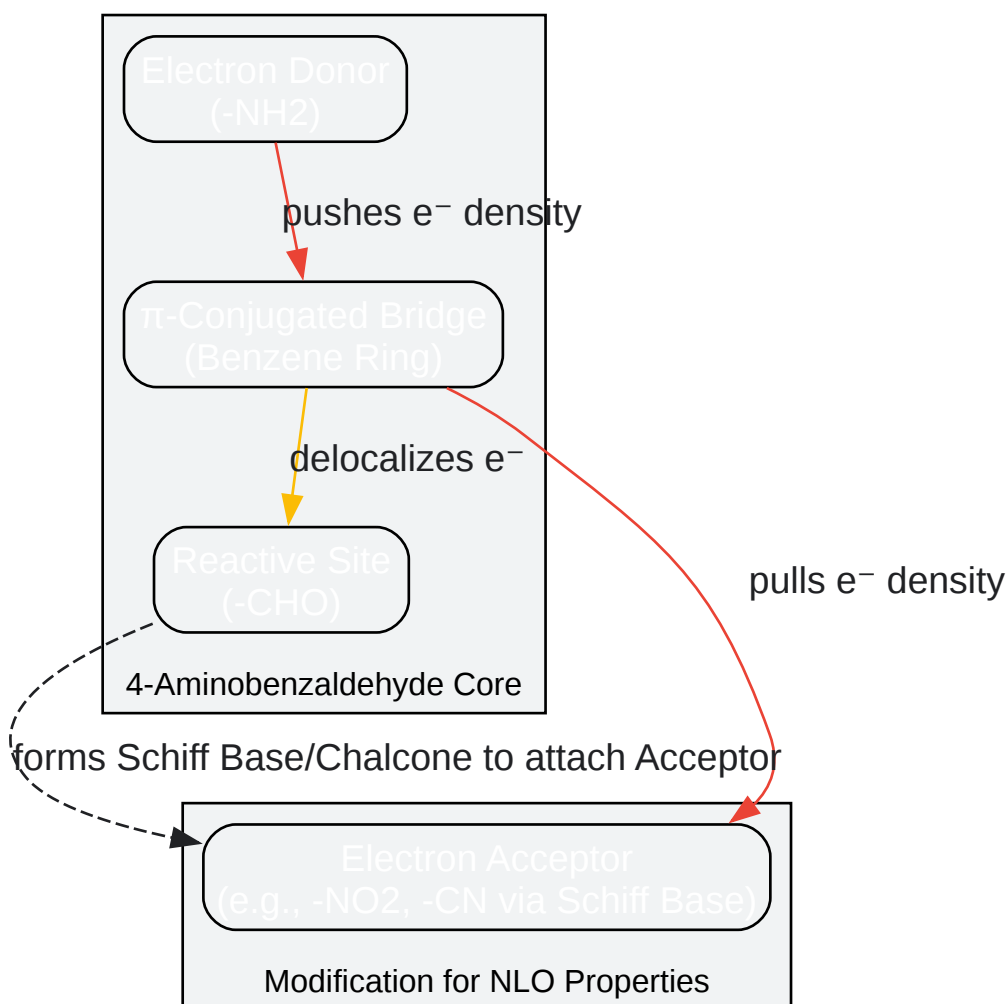 Electron Donor
(-NH2)
pushes e⁻ density
π-Conjugated Bridge
(Benzene Ring)
delocalizes e⁻
Reactive Site
(-CHO)
pulls e⁻ density
4-Aminobenzaldehyde Core
forms Schiff Base/Chalcone to attach Acceptor
Electron Acceptor
(e.g., -NO2, -CN via Schiff Base)
Modification for NLO Properties